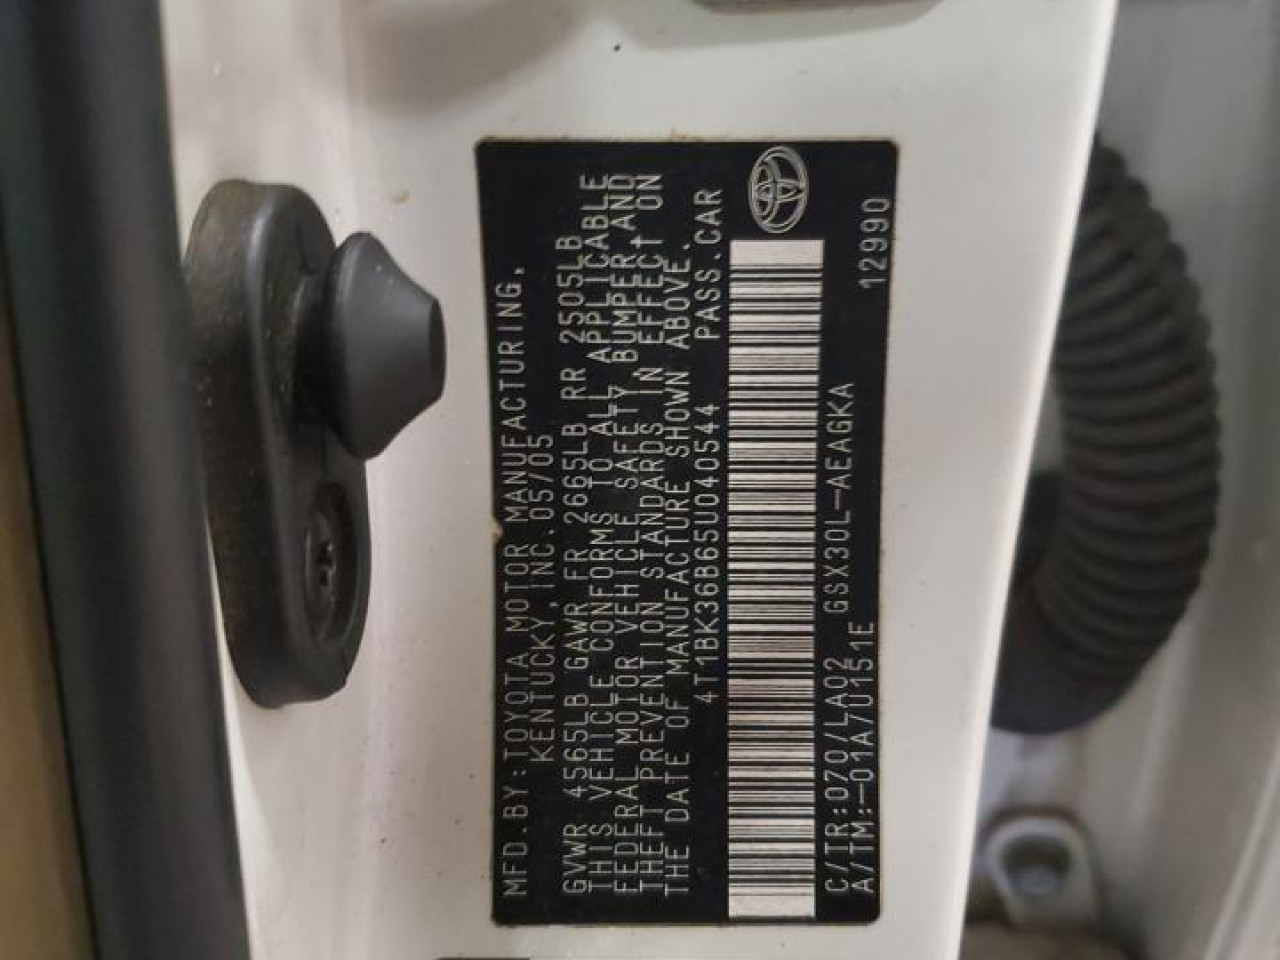 MFD.BY:TOYOTA MOTOR MANUFACTURING,
KENTUCKY,INC.05/05
GVWR 4565LB GAWR FR 2665LB RR 2505LB
THIS VEHICLE CONFORMS TO ALL APPLICABLE
FEDERAL MOTOR VEHICLE SAFETY,BUMPER,AND
THEFT PREVENTION STANDARDS IN EFFECT ON
THE DATE OF MANUFACTURE SHOWN ABOVE.
4T1BK36B65U040544 PASS.CAR
C/TR:070/LA02 GSX30L-AEAGKA 12990
A/TM:-01A/U151E